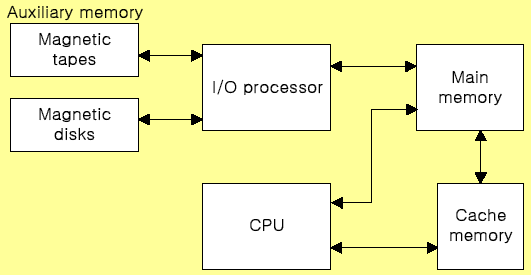 Auxiliary memory
Magnetic
tapes
I/O processor
Main
memory
Magnetic
disks
CPU
Cache
memory